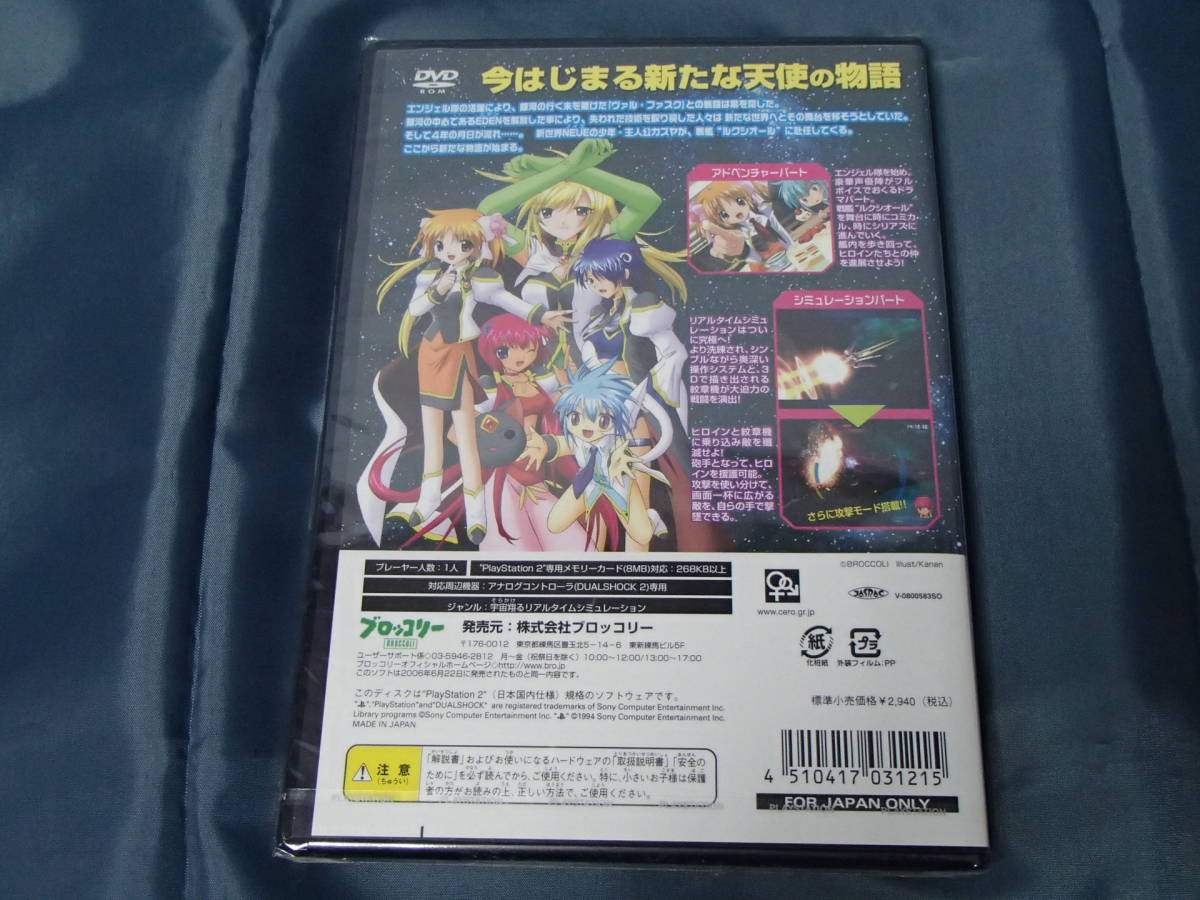 DVD
ROM
今はじまる新たな天使の物語
エンジェル隊の活躍により、銀河の行く末を賭けた「ヴァル・ファスク」との戦闘は幕を閉じた。
銀河の中心であるEDENを解放した事により、失われた技術を取り戻した人々は 新たな世界へとその舞台を移そうとしていた。
そして４年の月日が流れ……。 新世界NEUEの少年・主人公カズヤが、戦艦 “ルクシオール” に赴任してくる。
ここから新たな物語が始まる。
アドベンチャーパート
エンジェル隊を始め、
豪華声優陣がフル
ボイスでおくるドラ
マパート。
戦艦“ルクシオール”
を舞台に時にコミカ
ル、時にシリアスに
進んでいく。
艦内を歩き回って、
ヒロインたちとの仲
を進展させよう!
シミュレーションパート
リアルタイムシミュ
レーションはつい
に究極へ!
より洗練され、シン
プルながら奥深い
操作システムと、3
Dで描き出される
紋章機が大迫力の
戦闘を演出!
ヒロインと紋章機
に乗り込み敵を殲
滅せよ!
砲手となって、ヒロ
インを援護可能。
攻撃を使い分けて、
画面一杯に広がる
敵を、自らの手で撃
墜できる。
さらに攻撃モード搭載!!
©BROCCOLI Illust/Kanan
プレーヤー人数：1人
"PlayStation 2"専用メモリーカード(8MB)対応：268KB以上
対応周辺機器：アナログコントローラ(DUALSHOCK 2)専用
そらかけ
ジャンル：宇宙翔るリアルタイムシミュレーション
www.cero.gr.jp
JASRAC
V-0800583SO
ブロッコリー
BROCCOLI
発売元：株式会社ブロッコリー
〒176-0012 東京都練馬区豊玉北5－14－6 東新練馬ビル5F
ユーザーサポート係◇03-5946-2812 月～金（祝祭日を除く）10:00～12:00/13:00～17:00
ブロッコリーオフィシャルホームページ◇http://www.bro.jp
このソフトは2006年6月22日に発売されたものと同一内容です。
紙
化粧紙
プラ
外装フィルム：PP
このディスクは"PlayStation 2"（日本国内仕様）規格のソフトウェアです。
" ","PlayStation"and"DUALSHOCK" are registered trademarks of Sony Computer Entertainment Inc.
Library programs ©Sony Computer Entertainment Inc. " " ©1994 Sony Computer Entertainment Inc.
MADE IN JAPAN
標準小売価格￥2,940（税込）
注意
（ちゅうい）
「解説書」およびお使いになるハードウェアの「取扱説明書」「安全の
ために」を必ず読んでから、ご使用ください。特に、小さいお子様は保護
者の方がお読みの上、正しい方法で、ご使用ください。
4 510417 031215
FOR JAPAN ONLY
PLAYSTATION